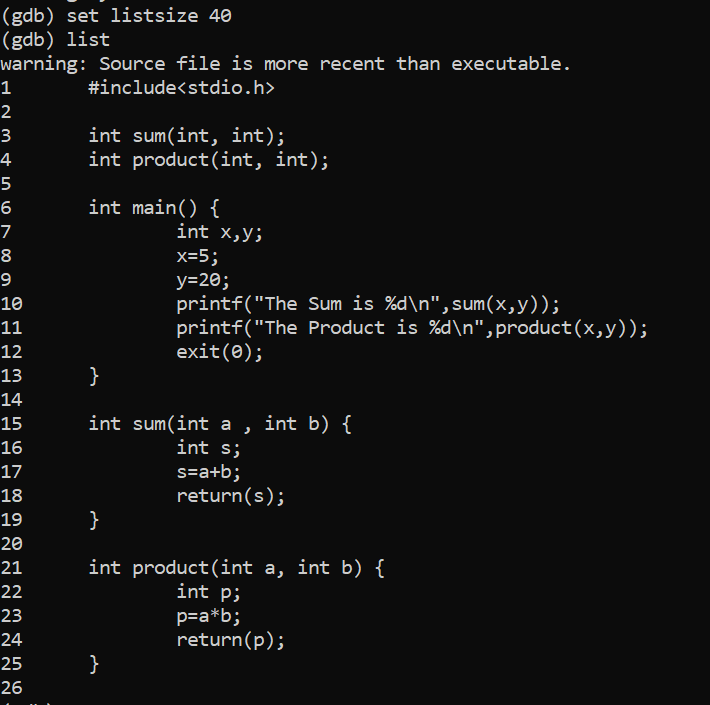 (gdb) set listsize 40
(gdb) list
warning: Source file is more recent than executable.
1       #include<stdio.h>
2
3       int sum(int, int);
4       int product(int, int);
5
6       int main() {
7               int x,y;
8               x=5;
9               y=20;
10              printf("The Sum is %d\n",sum(x,y));
11              printf("The Product is %d\n",product(x,y));
12              exit(0);
13      }
14
15      int sum(int a , int b) {
16              int s;
17              s=a+b;
18              return(s);
19      }
20
21      int product(int a, int b) {
22              int p;
23              p=a*b;
24              return(p);
25      }
26